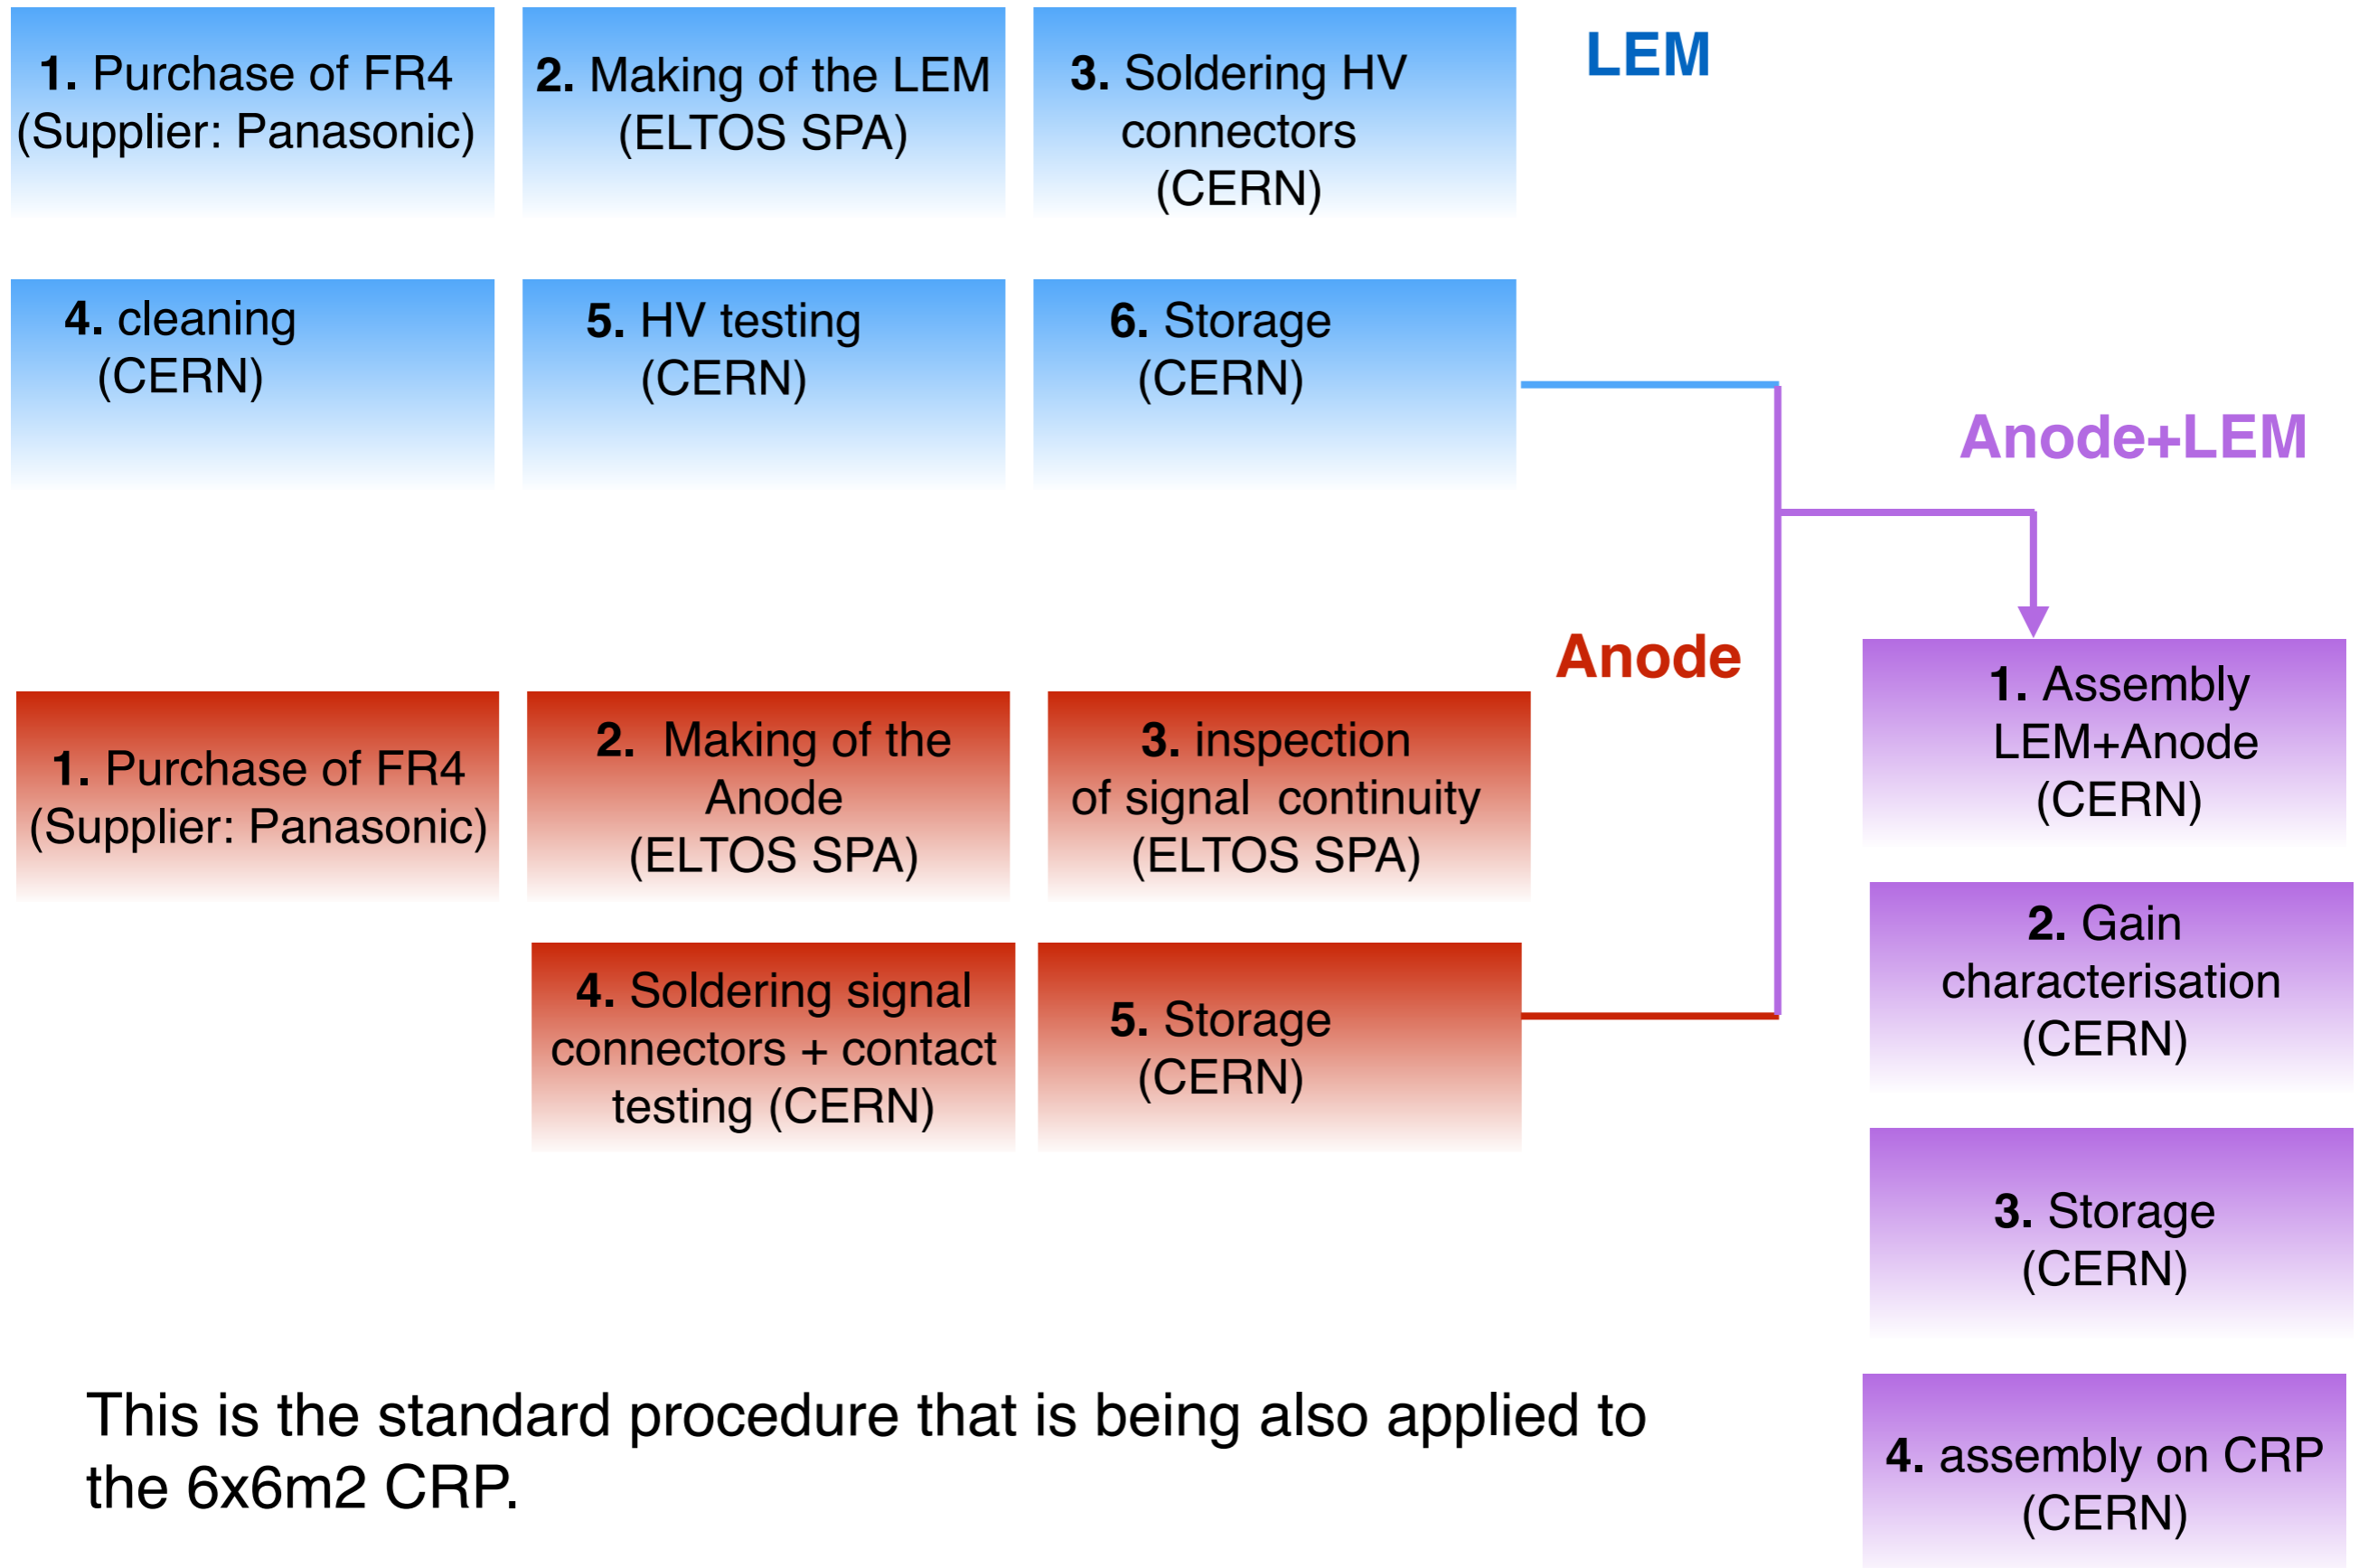 1. Purchase of FR4
(Supplier: Panasonic)
2. Making of the LEM
(ELTOS SPA)
3. Soldering HV
connectors
(CERN)
LEM
4. cleaning
(CERN)
5. HV testing
(CERN)
6. Storage
(CERN)
Anode+LEM
Anode
1. Purchase of FR4
(Supplier: Panasonic)
2. Making of the
Anode
(ELTOS SPA)
3. inspection
of signal continuity
(ELTOS SPA)
4. Soldering signal
connectors + contact
testing (CERN)
5. Storage
(CERN)
1. Assembly
LEM+Anode
(CERN)
2. Gain
characterisation
(CERN)
3. Storage
(CERN)
4. assembly on CRP
(CERN)
This is the standard procedure that is being also applied to
the 6x6m2 CRP.